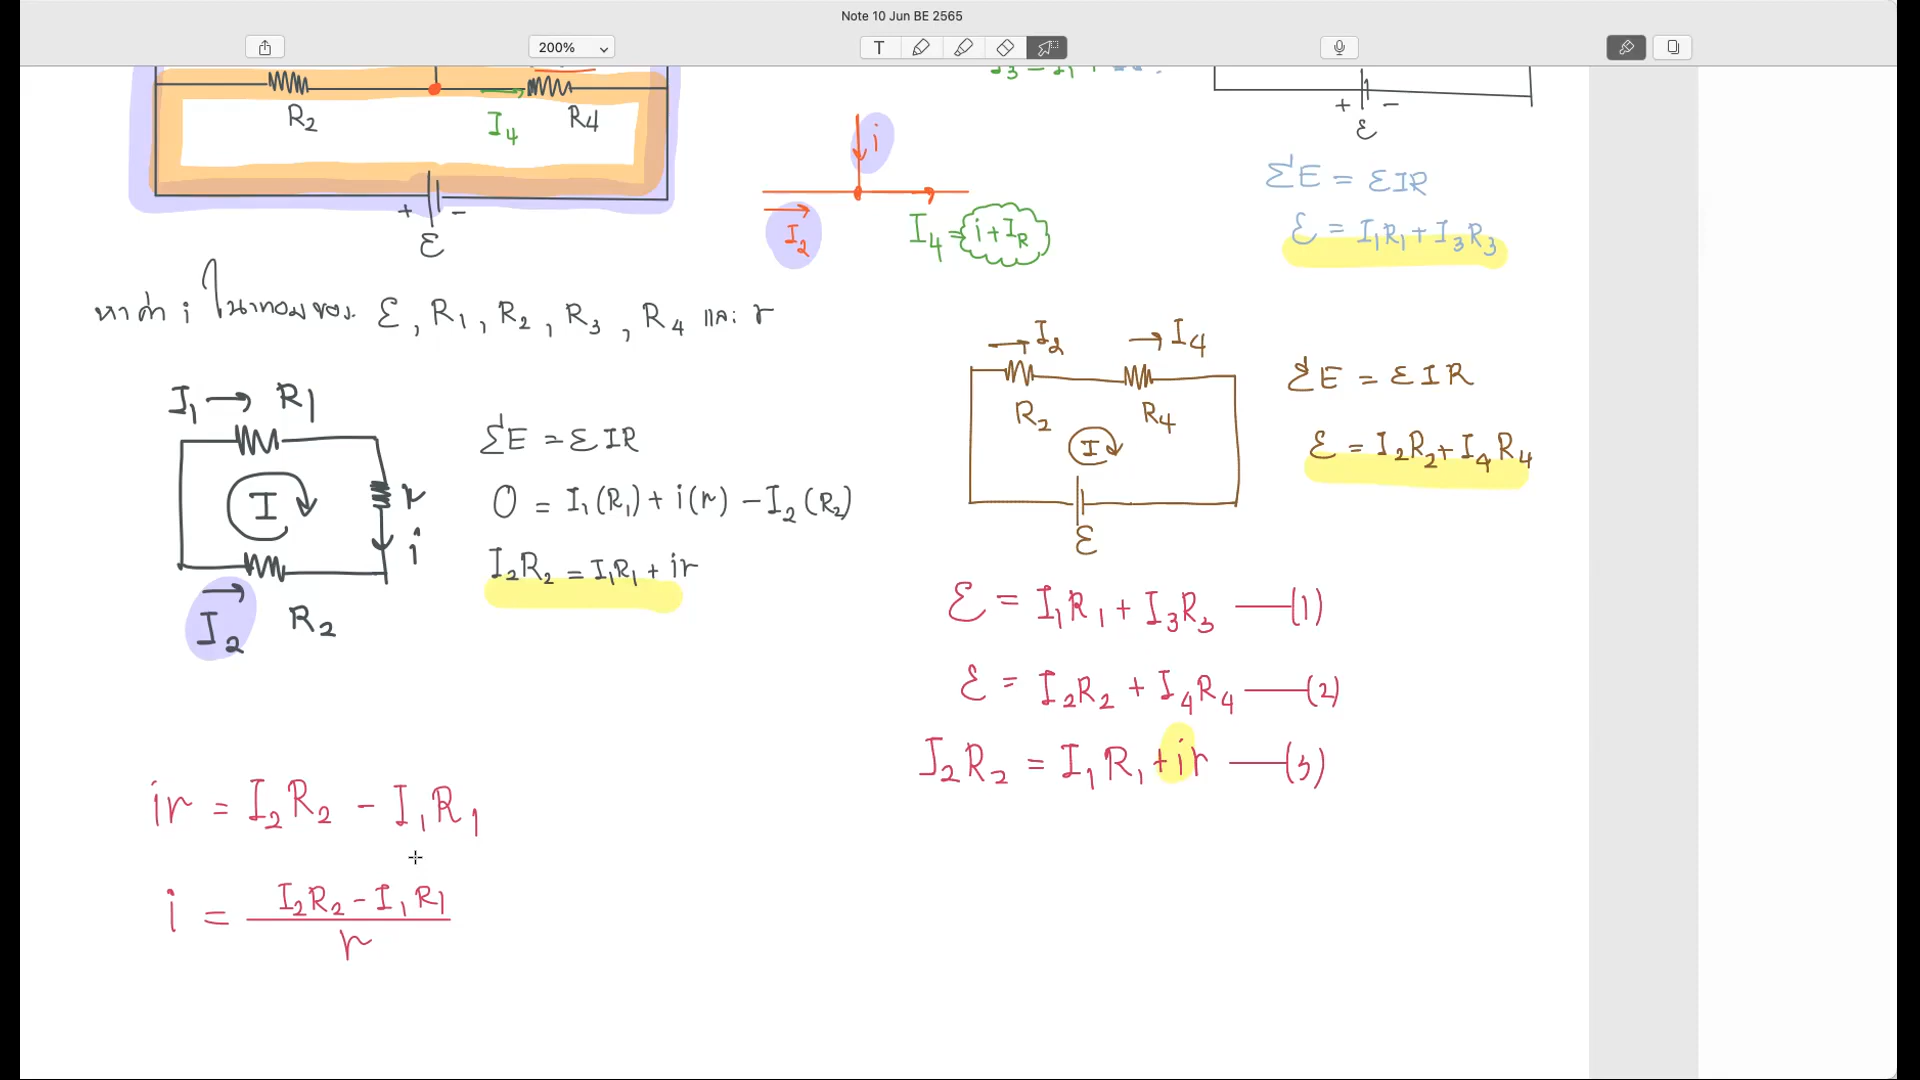 Note 10 Jun BE 2565
200%
T
R2
I4
R4
+ -
ε
i
I2
I4 = i + IR
+ -
ε
ΣE = ΣIR
ε = I1R1 + I3R3
หาค่า i ในเทอมของ ε, R1, R2, R3, R4 และ r
I1 → R1
I
r
i
I2
R2
ΣE = ΣIR
0 = I1(R1) + i(r) - I2(R2)
I2R2 = I1R1 + ir
→ I2 → I4
R2 R4
I
ε
ΣE = ΣIR
ε = I2R2 + I4R4
ε = I1R1 + I3R3 —(1)
ε = I2R2 + I4R4 —(2)
I2R2 = I1R1 + ir —(3)
ir = I2R2 - I1R1
i = I2R2 - I1R1
r